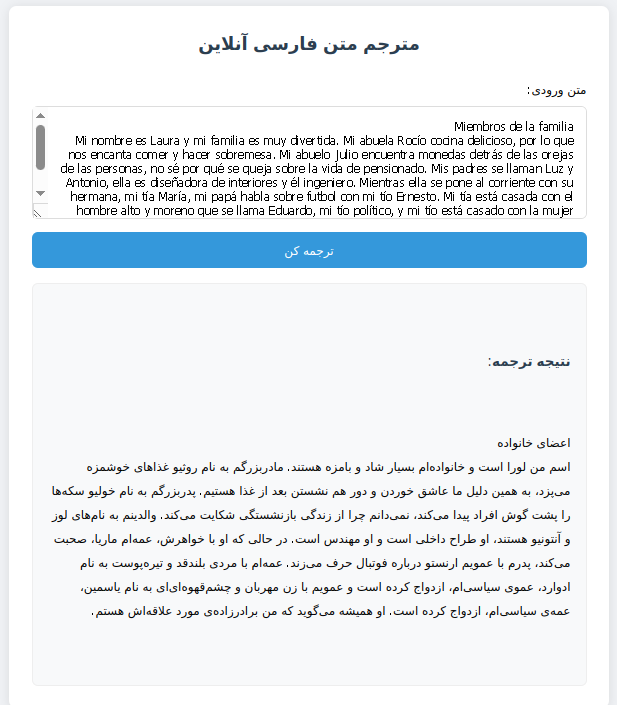 مترجم متن فارسی آنلاین
متن ورودی:
Miembros de la familia
Mi nombre es Laura y mi familia es muy divertida. Mi abuela Rocío cocina delicioso, por lo que
nos encanta comer y hacer sobremesa. Mi abuelo Julio encuentra monedas detrás de las orejas
de las personas, no sé por qué se queja sobre la vida de pensionado. Mis padres se llaman Luz y
Antonio, ella es diseñadora de interiores y él ingeniero. Mientras ella se pone al corriente con su
hermana, mi tía María, mi papá habla sobre futbol con mi tío Ernesto. Mi tía está casada con el
hombre alto y moreno que se llama Eduardo, mi tío político, y mi tío está casado con la mujer
ترجمه کن
نتیجه ترجمه:
اعضای خانواده
اسم من لورا است و خانواده‌ام بسیار شاد و بامزه هستند. مادربزرگم به نام روئیو غذاهای خوشمزه
می‌پزد، به همین دلیل ما عاشق خوردن و دور هم نشستن بعد از غذا هستیم. پدربزرگم به نام خولیو سکه‌ها
را پشت گوش افراد پیدا می‌کند، نمی‌دانم چرا از زندگی بازنشستگی شکایت می‌کند. والدینم به نام‌های لوز
و آنتونیو هستند، او طراح داخلی است و او مهندس است. در حالی که او با خواهرش، عمه‌ام ماریا، صحبت
می‌کند، پدرم با عمویم ارنستو درباره فوتبال حرف می‌زند. عمه‌ام با مردی بلندقد و تیره‌پوست به نام
ادوارد، عموی سیاسی‌ام، ازدواج کرده است و عمویم با زن مهربان و چشم‌قهوه‌ای‌ای به نام یاسمین،
عمه‌ی سیاسی‌ام، ازدواج کرده است. او همیشه می‌گوید که من برادرزاده‌ی مورد علاقه‌اش هستم.